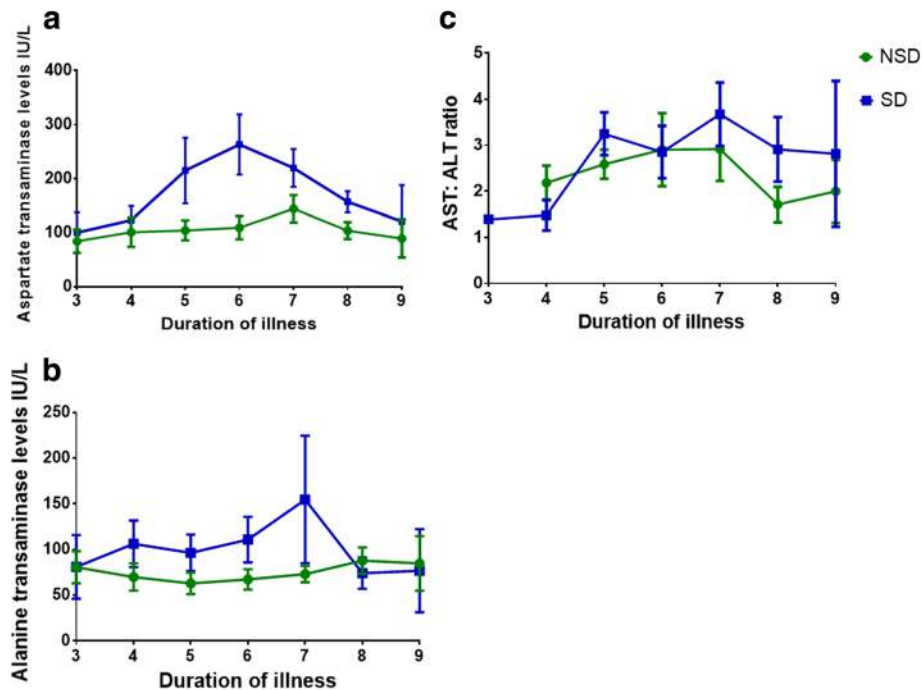 a
Aspartate transaminase levels IU/L
400
300
200
100
0
3 4 5 6 7 8 9
Duration of illness
c
AST: ALT ratio
5
4
3
2
1
0
3 4 5 6 7 8 9
Duration of illness
NSD
SD
b
Alanine transaminase levels IU/L
250
200
150
100
50
0
3 4 5 6 7 8 9
Duration of illness